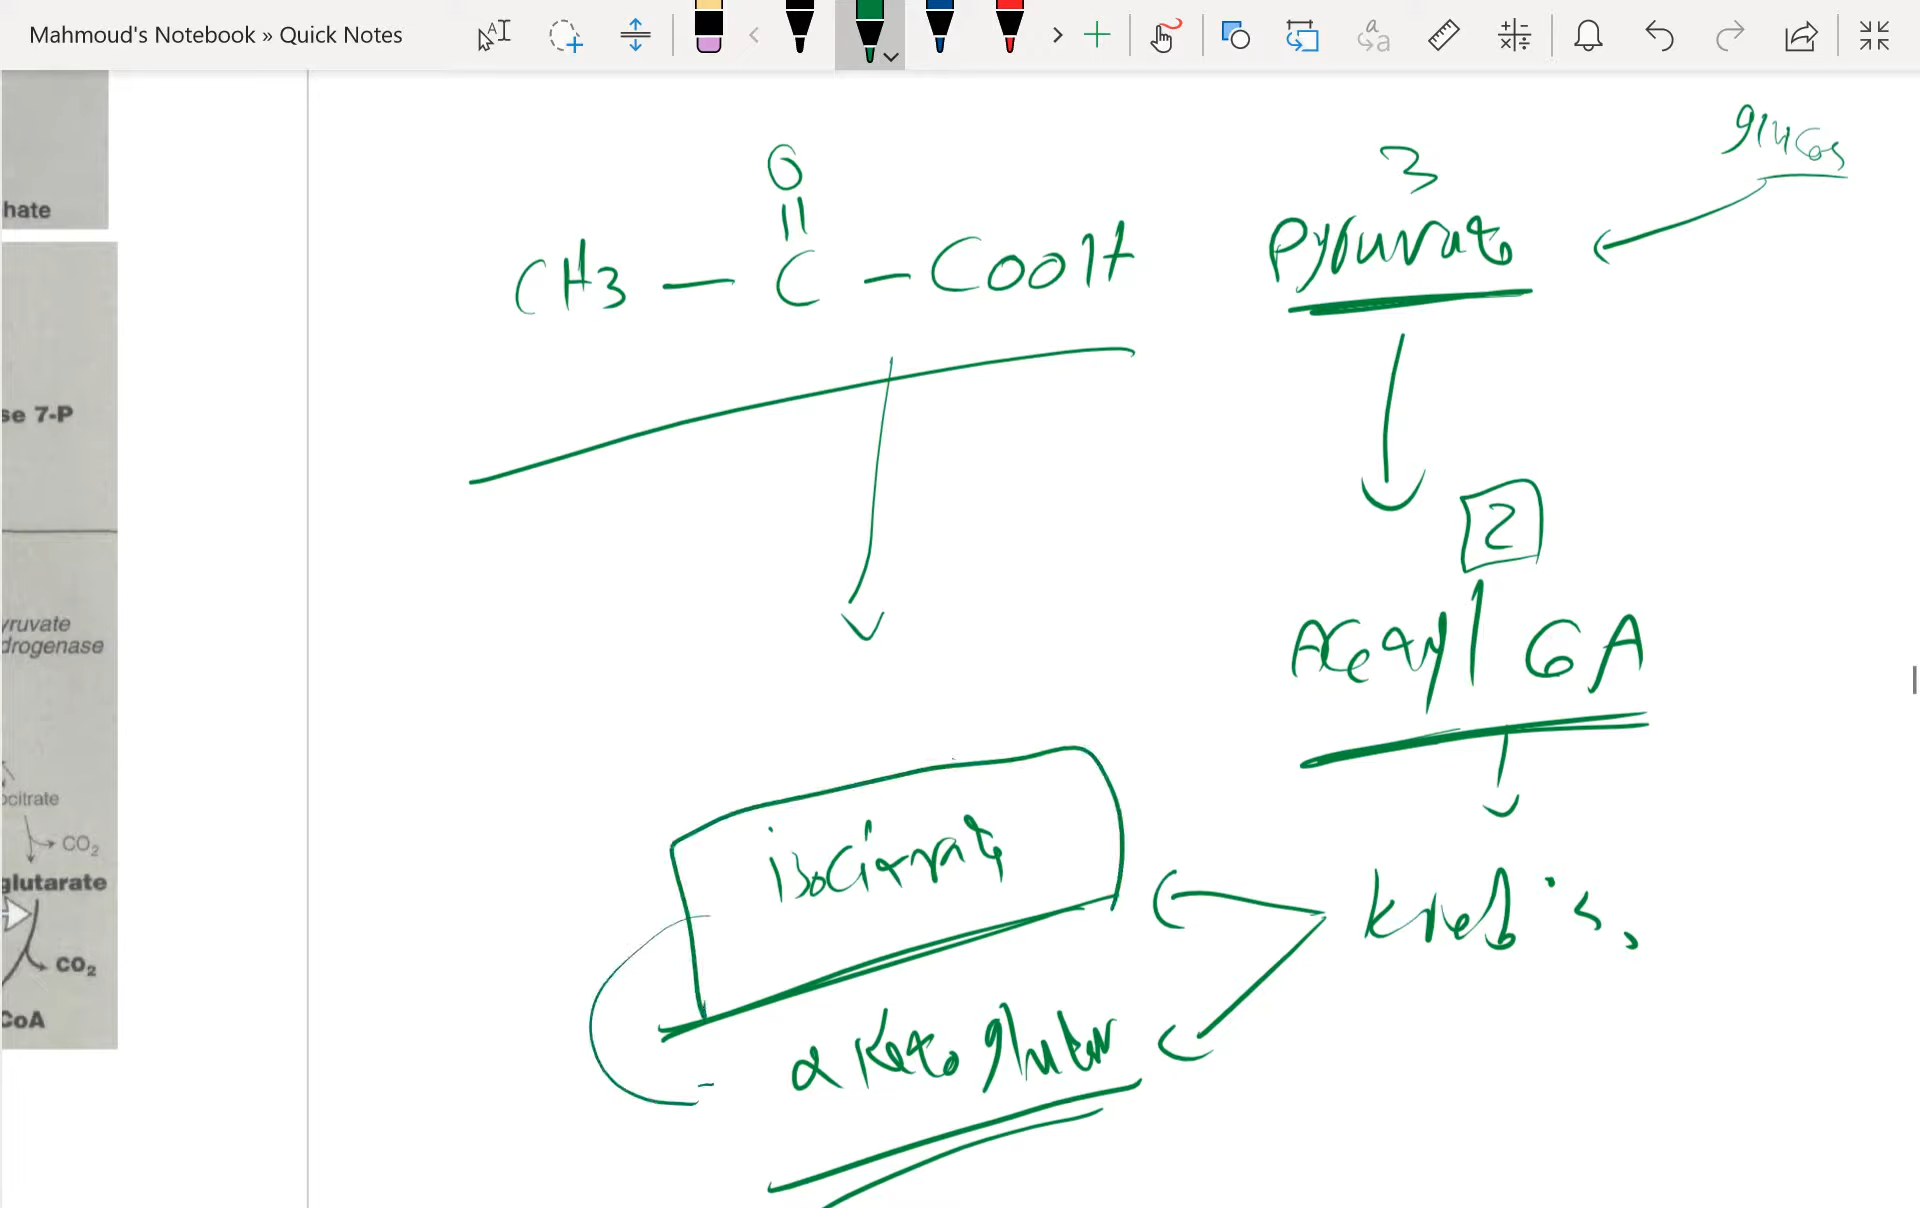 Mahmoud's Notebook » Quick Notes
hate
se 7-P
yruvate
drogenase
ocitrate
CO₂
glutarate
CO₂
CoA
glucos
O
CH3 — C — COOH
3
pyruvate
2
Acetyl CoA
kreb's
isocitrate
α keto glutar